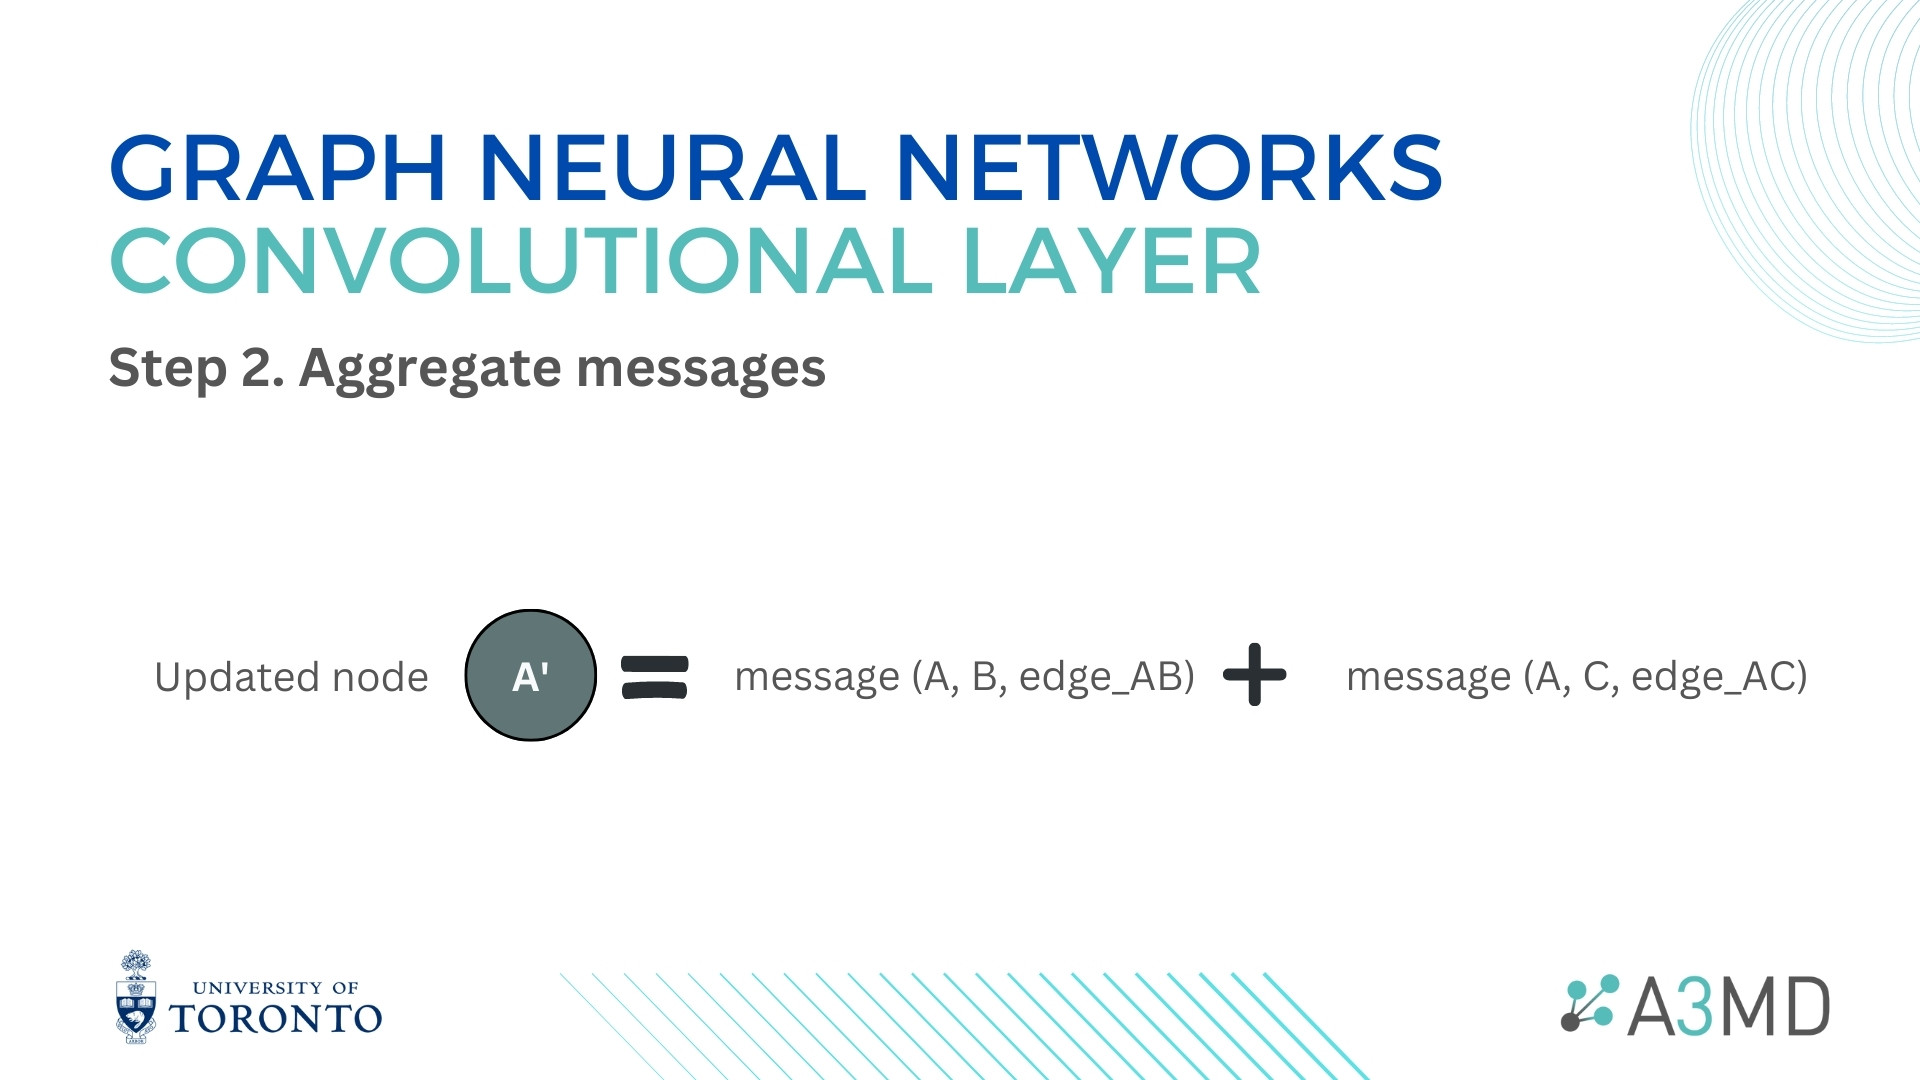 GRAPH NEURAL NETWORKS
CONVOLUTIONAL LAYER
Step 2. Aggregate messages
Updated node A' = message (A, B, edge_AB) + message (A, C, edge_AC)
UNIVERSITY OF
TORONTO
A3MD